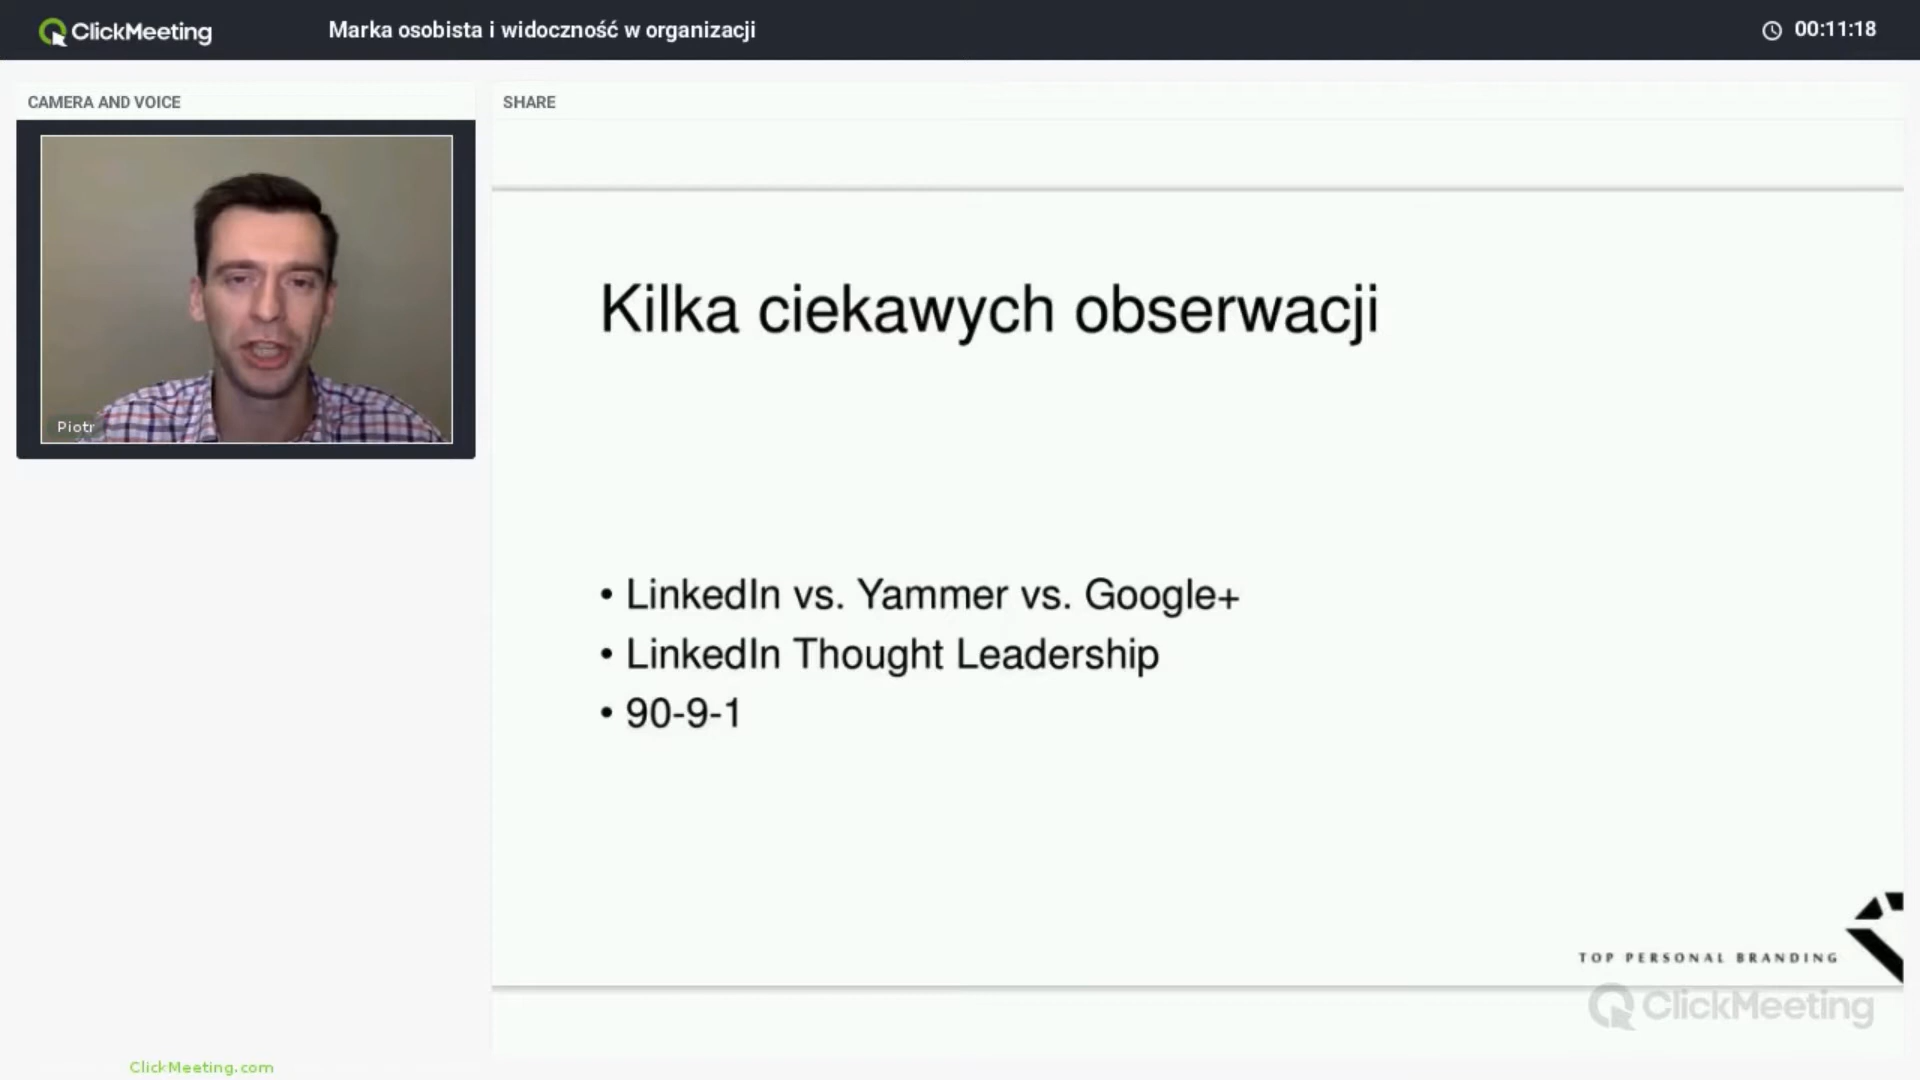 ClickMeeting
Marka osobista i widoczność w organizacji
00:11:18
CAMERA AND VOICE
SHARE
Piotr
Kilka ciekawych obserwacji
• LinkedIn vs. Yammer vs. Google+
• LinkedIn Thought Leadership
• 90-9-1
TOP PERSONAL BRANDING
ClickMeeting
ClickMeeting.com